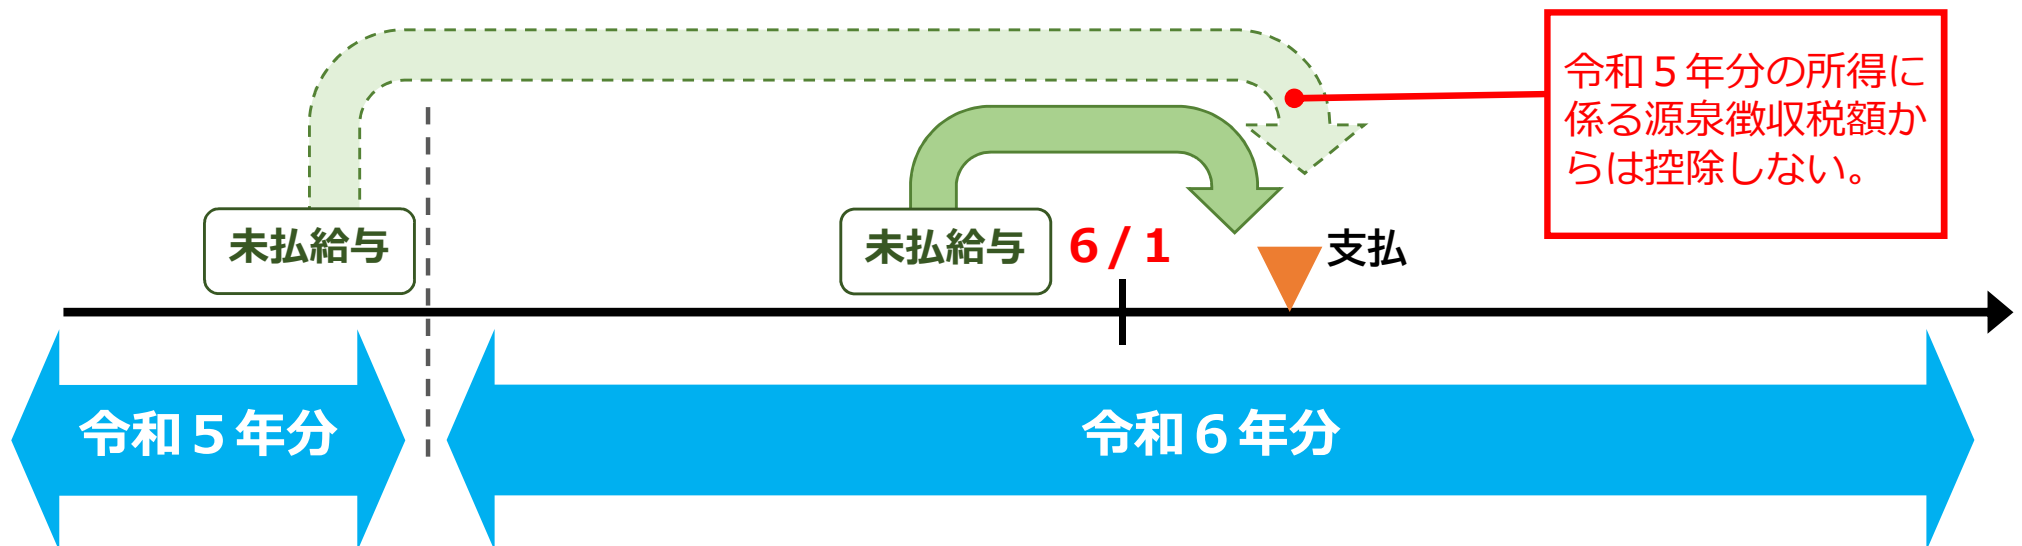 令和５年分の所得に
係る源泉徴収税額か
らは控除しない。
未払給与
未払給与
６/１
支払
令和５年分
令和６年分